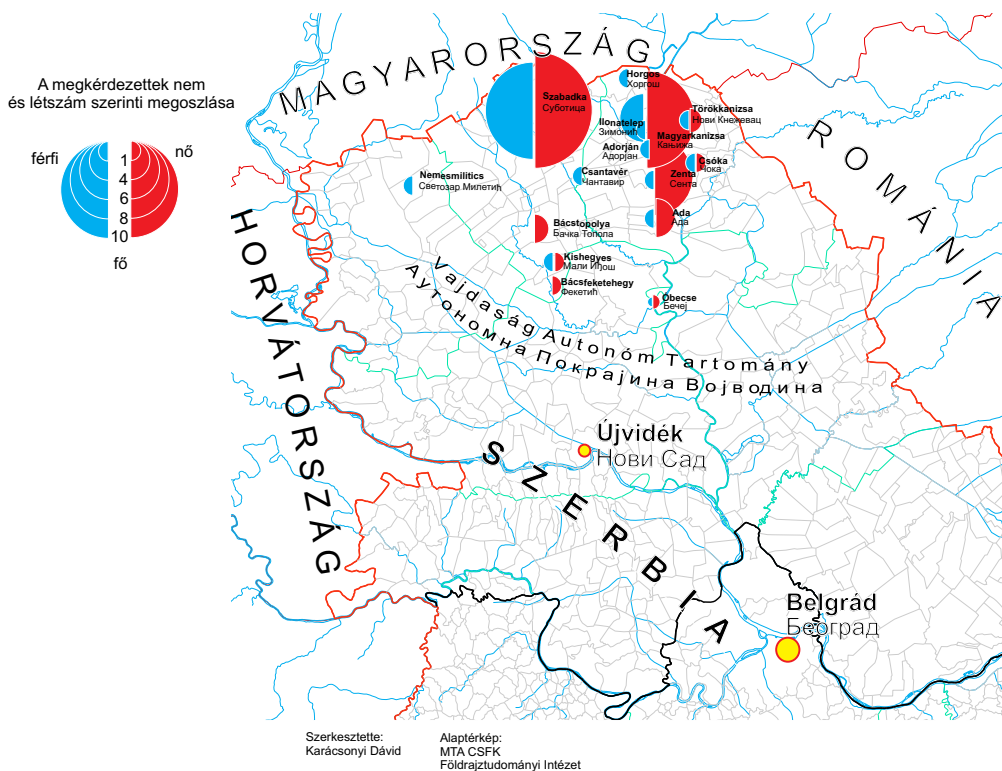 A megkérdezettek nem
és létszám szerinti megoszlása
férfi
nő
1
4
6
8
10
fő
MAGYARORSZÁG
ROMÁNIA
HORVÁTORSZÁG
SZERBIA
Szabadka
Суботица
Horgos
Хоргош
Törökkanizsa
Нови Кнежевац
Ilonatelep
Зимонић
Magyarkanizsa
Кањижа
Adorján
Адорјан
Csóka
Чока
Csantavér
Чантавир
Zenta
Сента
Nemesmilitics
Светозар Милетић
Ada
Ада
Bácstopolya
Бачка Топола
Kishegyes
Мали Иђош
Bácsfeketehegy
Фекетић
Óbecse
Бечеј
Vajdaság Autonóm Tartomány
Аутономна Покрајина Војводина
Újvidék
Нови Сад
Belgrád
Београд
Szerkesztette:
Karácsonyi Dávid
Alaptérkép:
MTA CSFK
Földrajztudományi Intézet